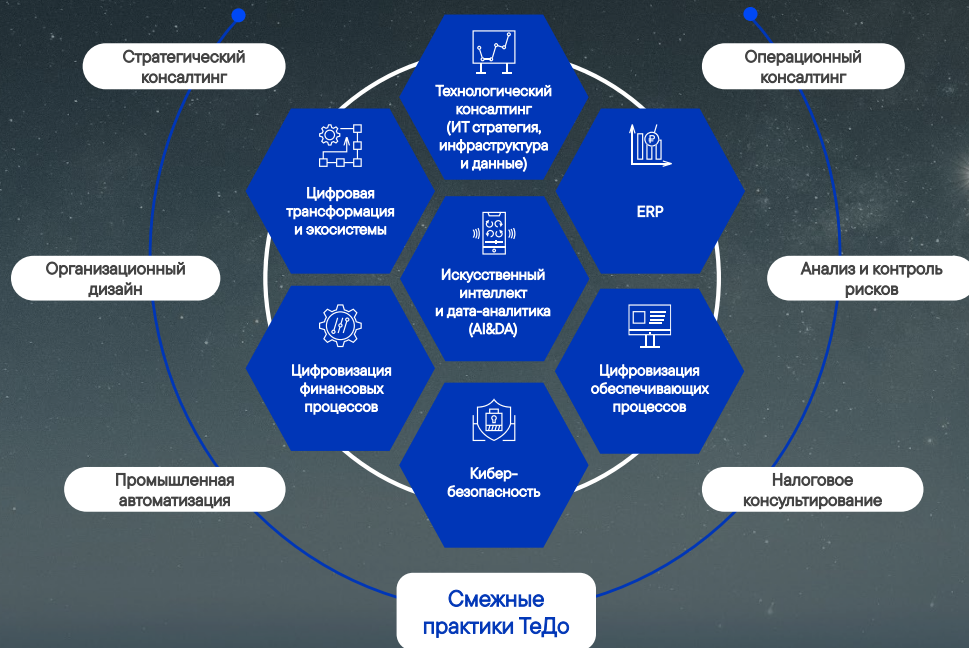 Стратегический
консалтинг
Операционный
консалтинг
Технологический
консалтинг
(ИТ стратегия,
инфраструктура
и данные)
Цифровая
трансформация
и экосистемы
ERP
Организационный
дизайн
Искусственный
интеллект
и дата-аналитика
(AI&DA)
Анализ и контроль
рисков
Цифровизация
финансовых
процессов
Цифровизация
обеспечивающих
процессов
Промышленная
автоматизация
Кибер-
безопасность
Налоговое
консультирование
Смежные
практики ТеДо